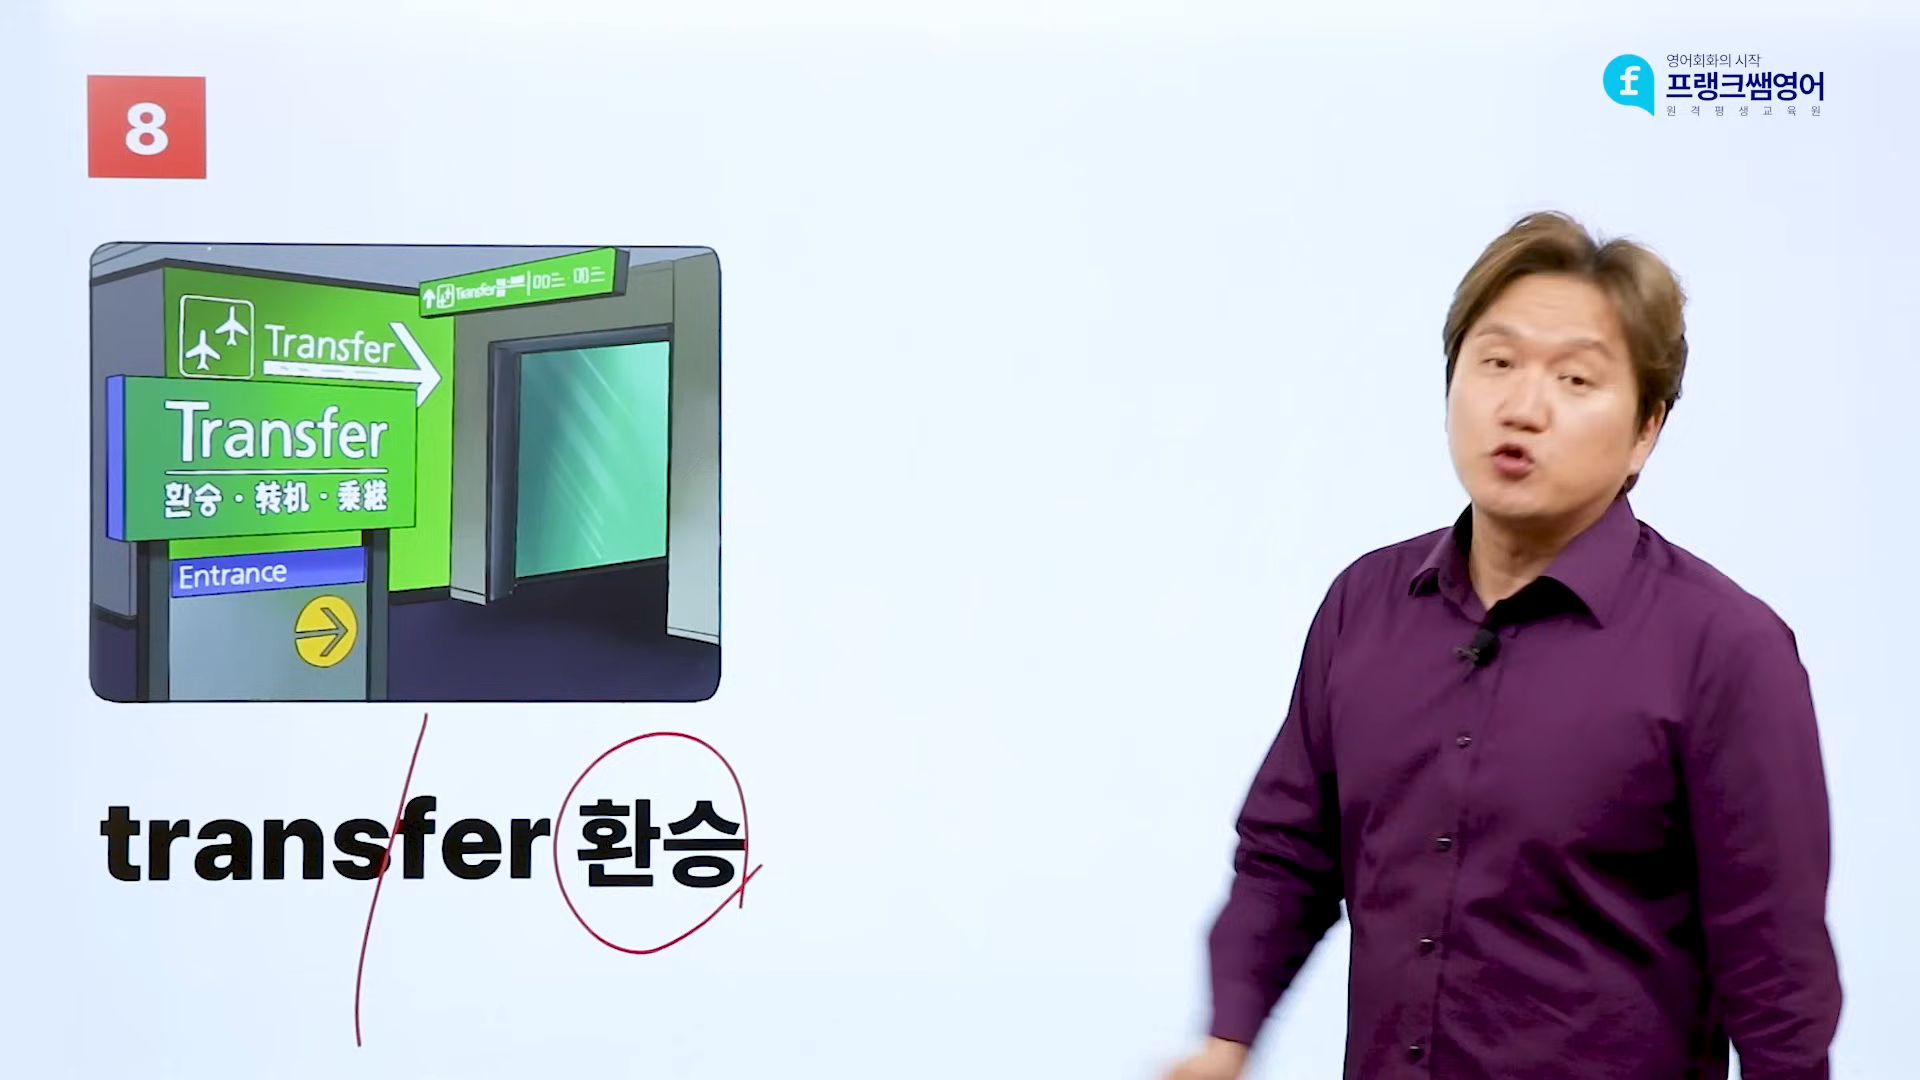 영어회화의 시작
프랭크쌤영어
원격평생교육원
8
Transfer
Transfer
Transfer
환승 · 转机 · 乘継
Entrance
transfer 환승